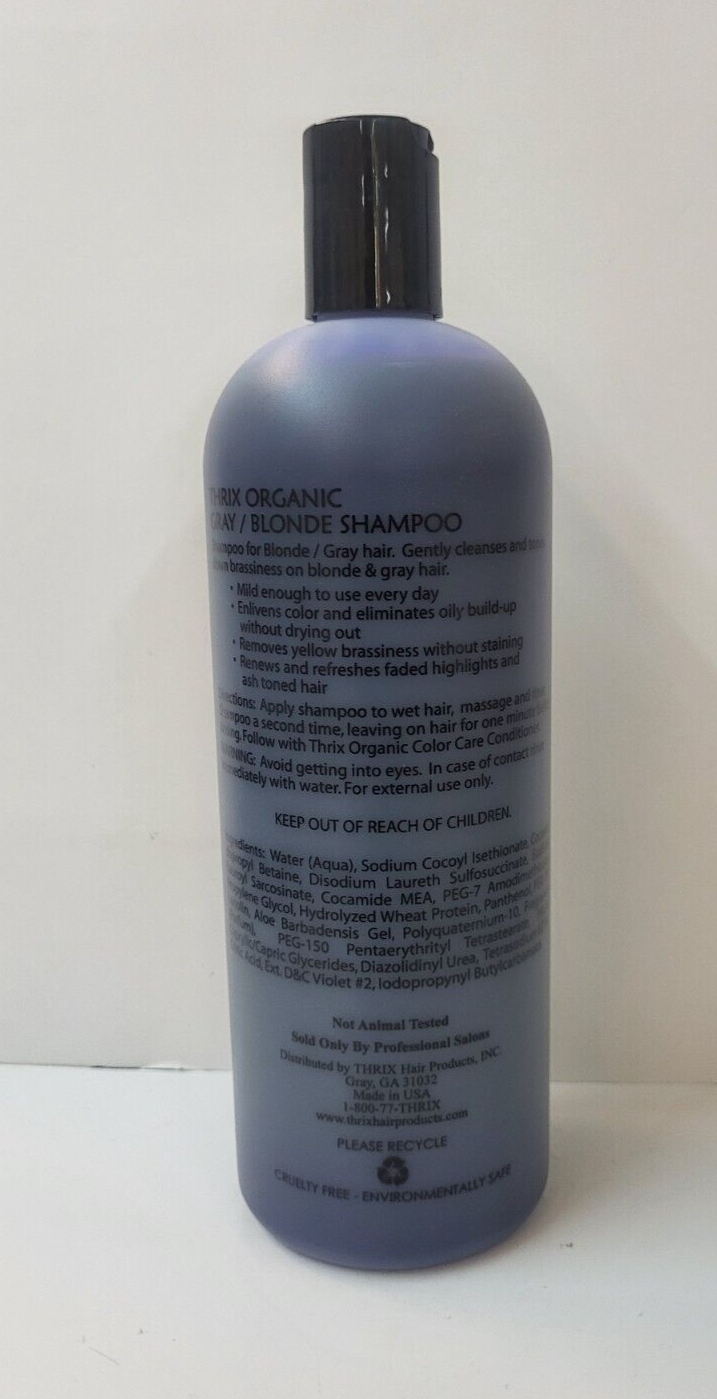 THRIX ORGANIC
GRAY / BLONDE SHAMPOO
Shampoo for Blonde / Gray hair. Gently cleanses and tones
down brassiness on blonde & gray hair.
• Mild enough to use every day
• Enlivens color and eliminates oily build-up
without drying out
• Removes yellow brassiness without staining
• Renews and refreshes faded highlights and
ash toned hair
Directions: Apply shampoo to wet hair, massage and rinse.
Shampoo a second time, leaving on hair for one minute
Follow with Thrix Organic Color Care Conditioner.
WARNING: Avoid getting into eyes. In case of contact rinse
immediately with water. For external use only.
KEEP OUT OF REACH OF CHILDREN.
Ingredients: Water (Aqua), Sodium Cocoyl Isethionate,
Betaine, Disodium Laureth Sulfosuccinate,
Sarcosinate, Cocamide MEA, PEG-7
Glycol, Hydrolyzed Wheat Protein, Panthenol,
Aloe Barbadensis Gel, Polyquaternium-10,
PEG-150 Pentaerythrityl Tetrastearate,
Glycerides, Diazolidinyl Urea,
Acid, Ext. D&C Violet #2, Iodopropynyl
Not Animal Tested
Sold Only By Professional Salons
Distributed by THRIX Hair Products, INC.
Gray, GA 31032
Made in USA
1-800-77-THRIX
www.thrixhairproducts.com
PLEASE RECYCLE
CRUELTY FREE - ENVIRONMENTALLY SAFE